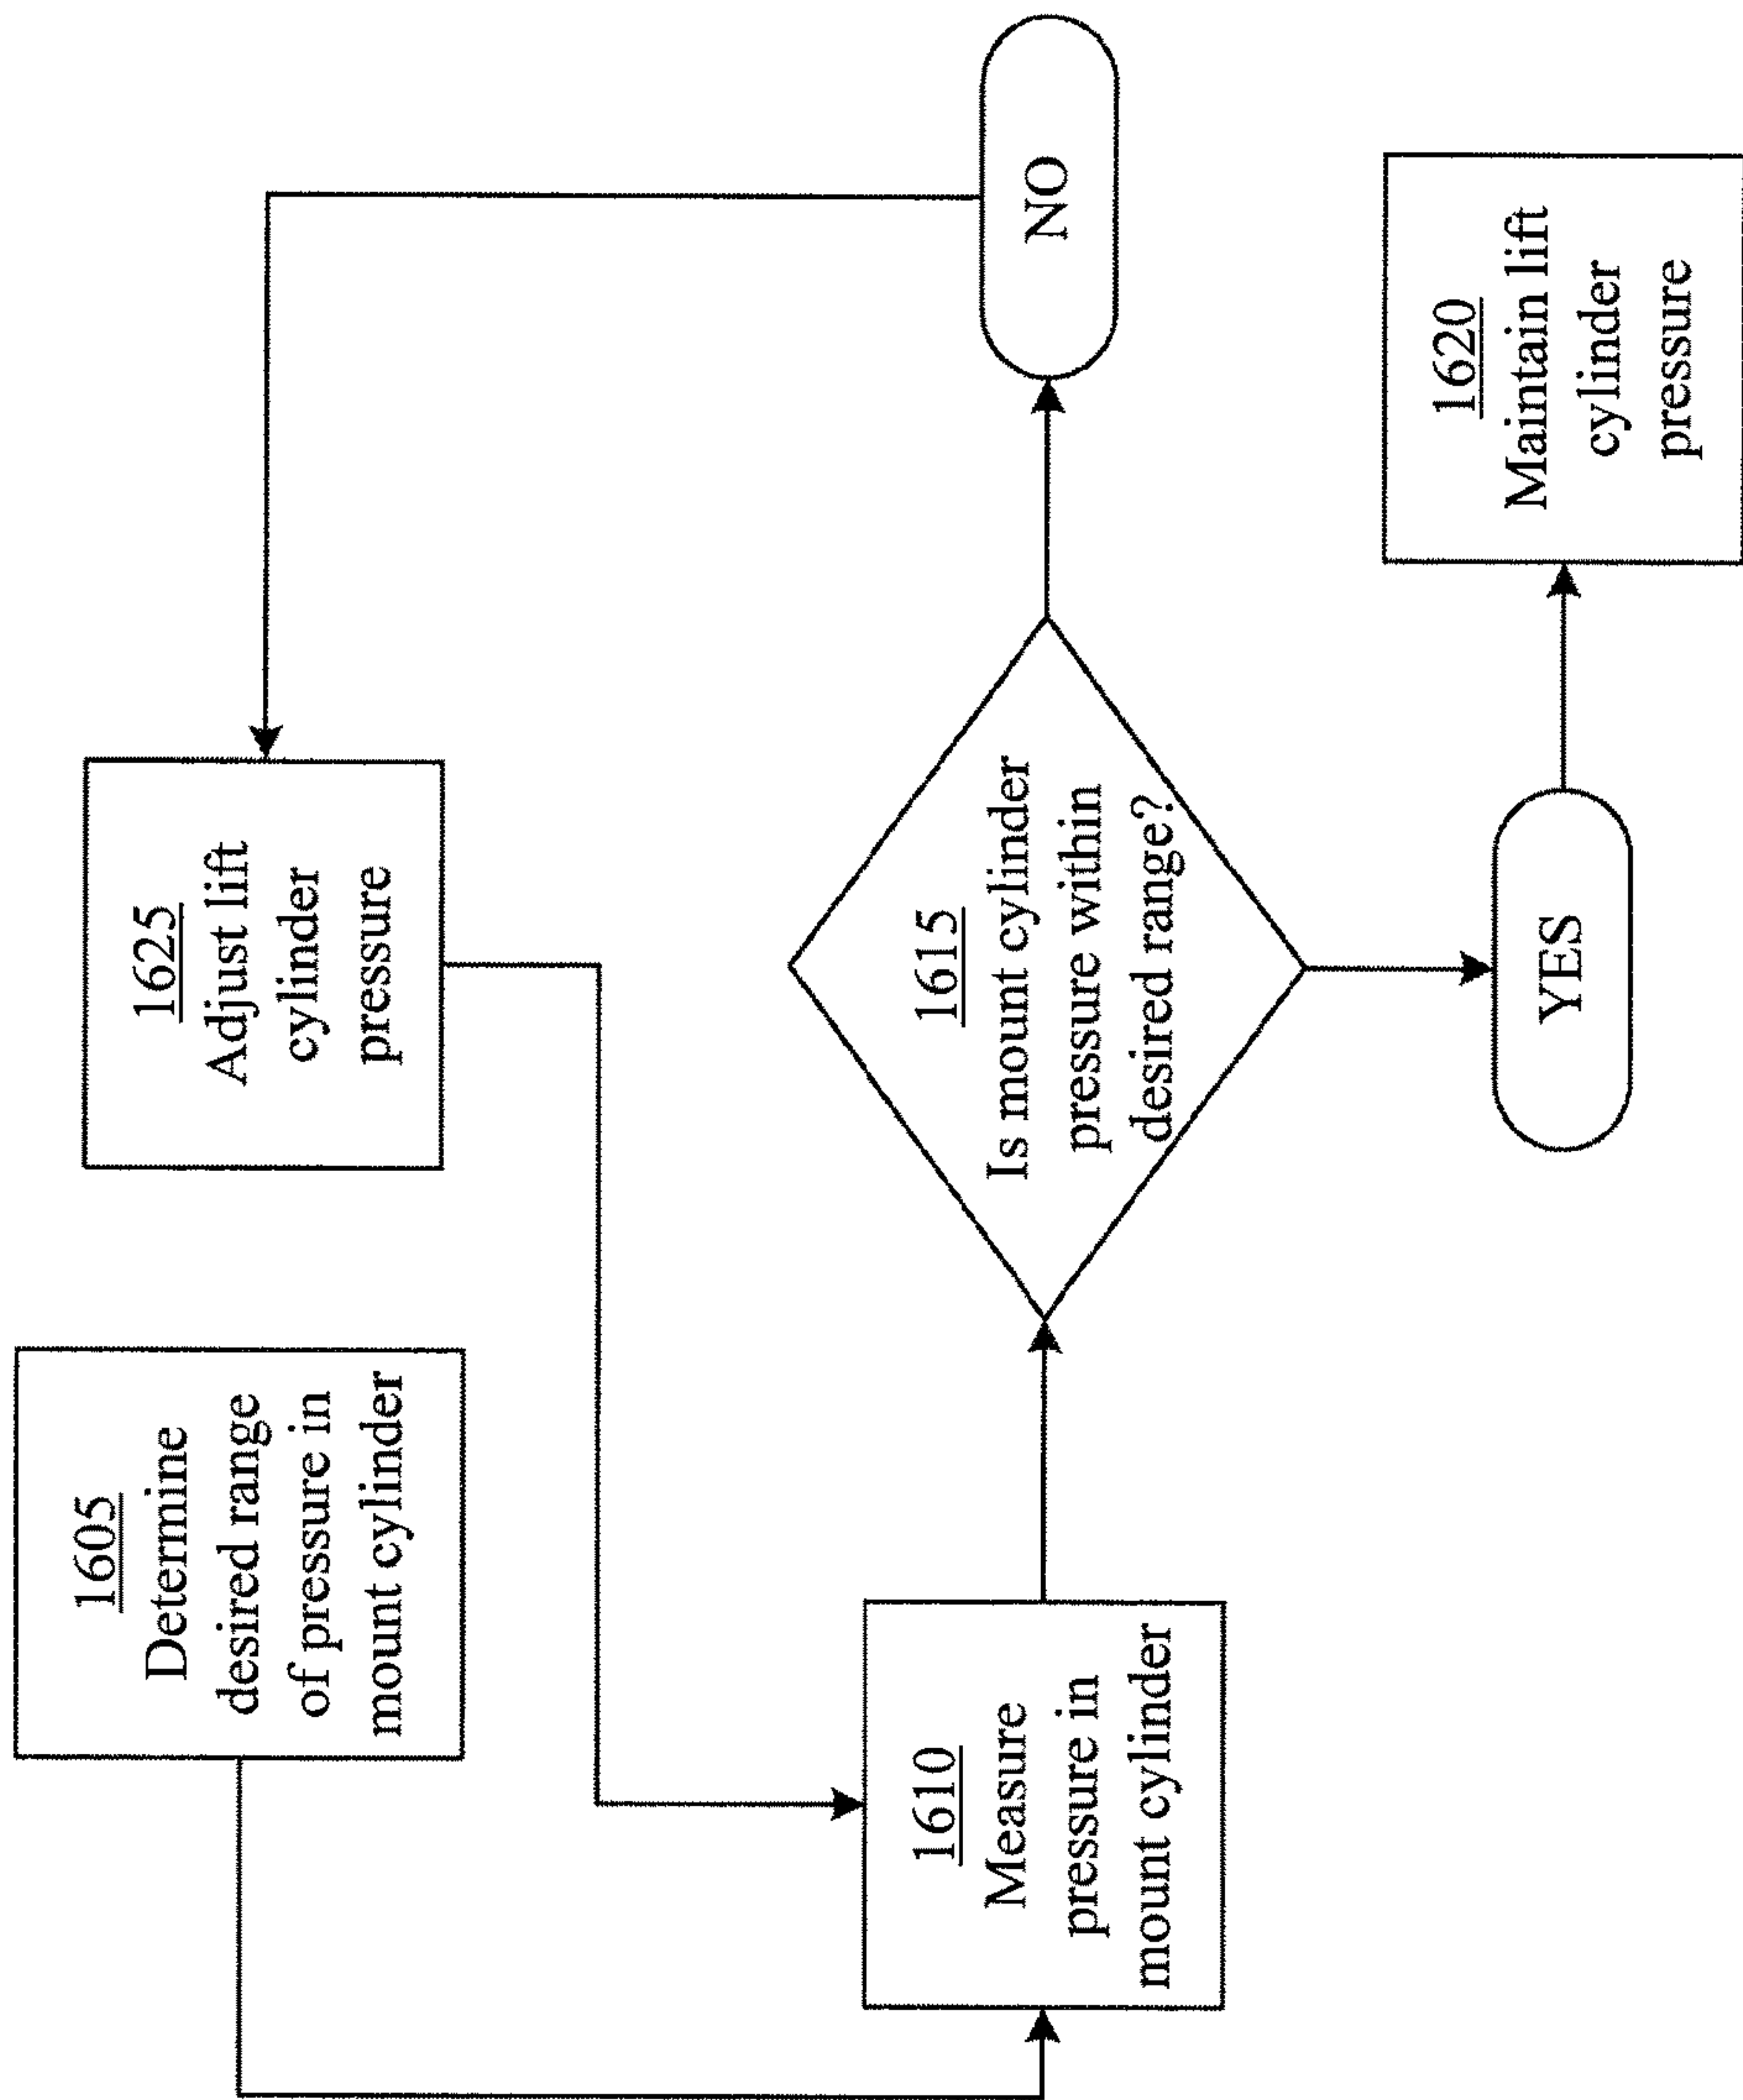 1605
Determine
desired range
of pressure in
mount cylinder
1625
Adjust lift
cylinder
pressure
1610
Measure
pressure in
mount cylinder
1615
Is mount cylinder
pressure within
desired range?
NO
YES
1620
Maintain lift
cylinder
pressure